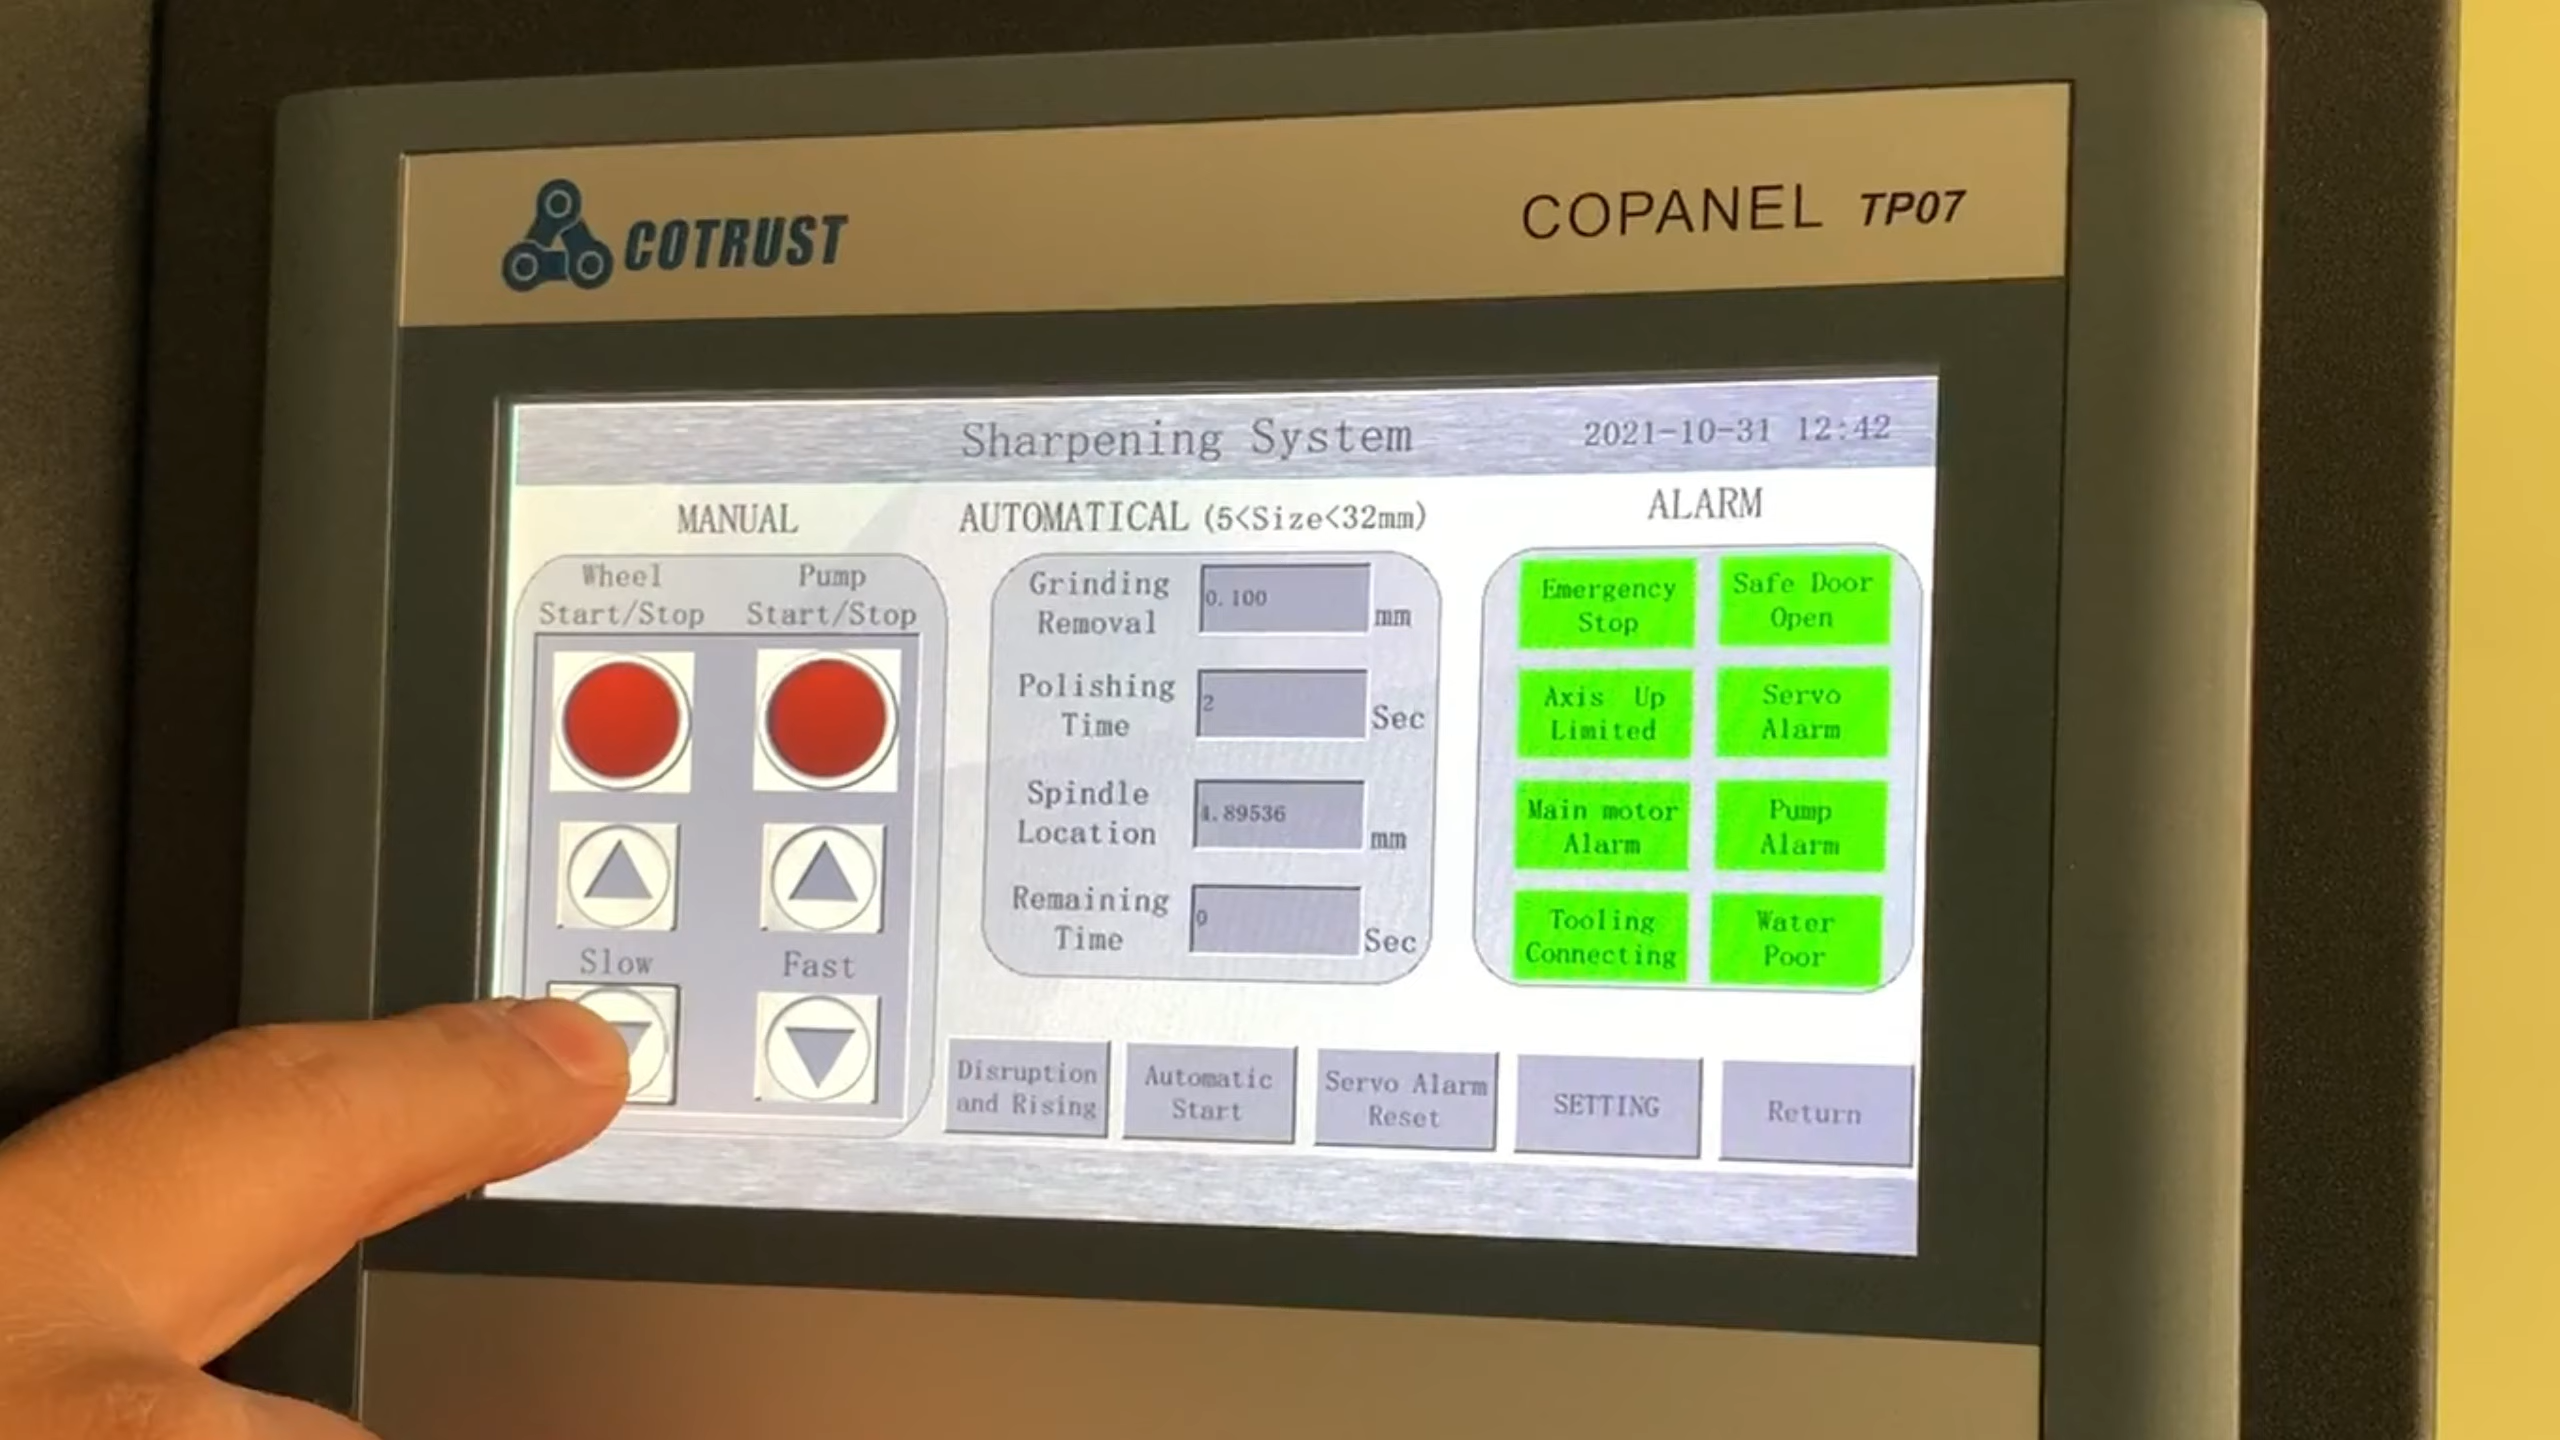 COTRUST
COPANEL TP07
Sharpening System
2021-10-31 12:42
MANUAL
Wheel
Start/Stop
Pump
Start/Stop
Slow
Fast
AUTOMATICAL (5<Size<32mm)
Grinding
Removal
0.100
mm
Polishing
Time
2
Sec
Spindle
Location
.89536
mm
Remaining
Time
0
Sec
ALARM
Emergency
Stop
Safe Door
Open
Axis Up
Limited
Servo
Alarm
Main motor
Alarm
Pump
Alarm
Tooling
Connecting
Water
Poor
Disruption
and Rising
Automatic
Start
Servo Alarm
Reset
SETTING
Return